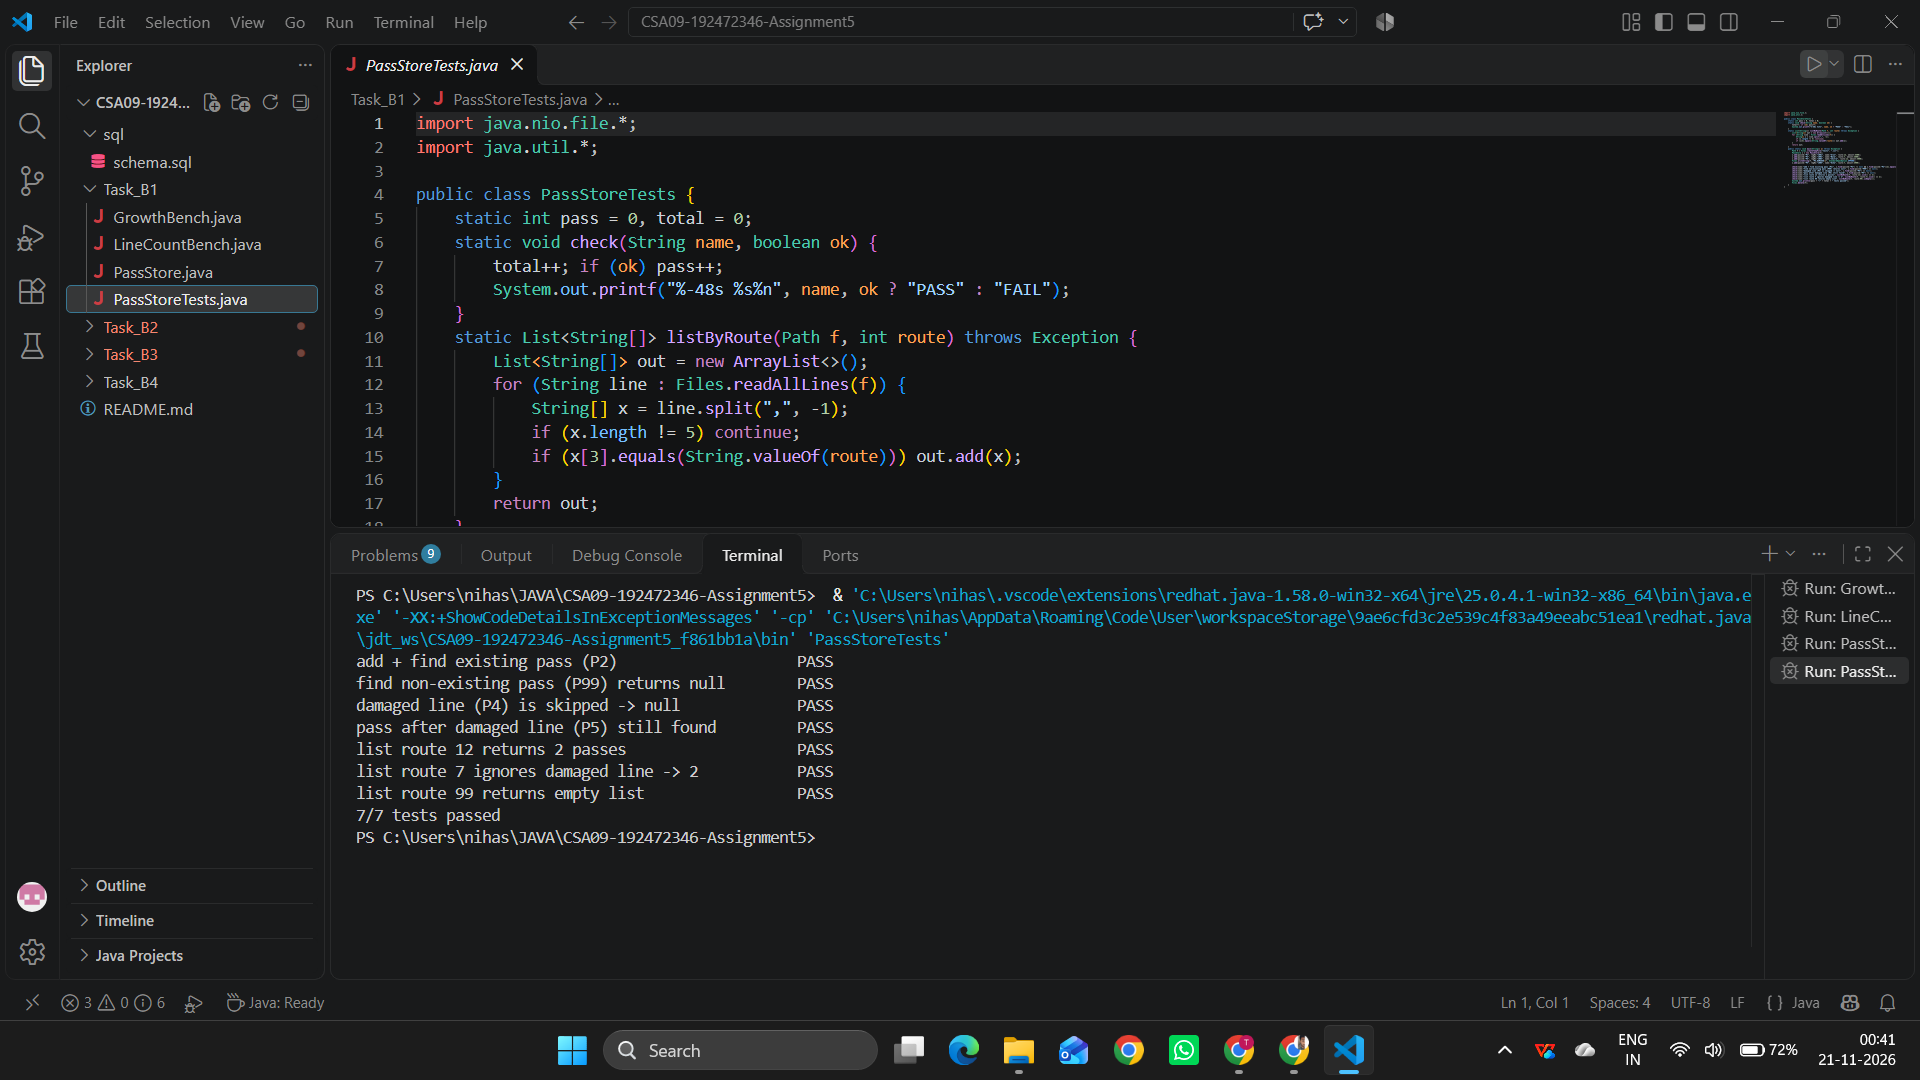 File Edit Selection View Go Run Terminal Help
CSA09-192472346-Assignment5
Explorer
CSA09-1924...
sql
schema.sql
Task_B1
GrowthBench.java
LineCountBench.java
PassStore.java
PassStoreTests.java
Task_B2
Task_B3
Task_B4
README.md
Outline
Timeline
Java Projects
PassStoreTests.java
Task_B1 > PassStoreTests.java > ...
1 import java.nio.file.*;
2 import java.util.*;
3
4 public class PassStoreTests {
5 static int pass = 0, total = 0;
6 static void check(String name, boolean ok) {
7 total++; if (ok) pass++;
8 System.out.printf("%-48s %s%n", name, ok ? "PASS" : "FAIL");
9 }
10 static List<String[]> listByRoute(Path f, int route) throws Exception {
11 List<String[]> out = new ArrayList<>();
12 for (String line : Files.readAllLines(f)) {
13 String[] x = line.split(",", -1);
14 if (x.length != 5) continue;
15 if (x[3].equals(String.valueOf(route))) out.add(x);
16 }
17 return out;
18 }
Problems 9 Output Debug Console Terminal Ports
PS C:\Users\nihas\JAVA\CSA09-192472346-Assignment5> & 'C:\Users\nihas\.vscode\extensions\redhat.java-1.58.0-win32-x64\jre\25.0.4.1-win32-x86_64\bin\java.e
xe' '-XX:+ShowCodeDetailsInExceptionMessages' '-cp' 'C:\Users\nihas\AppData\Roaming\Code\User\workspaceStorage\9ae6cfd3c2e539c4f83a49eeabc51ea1\redhat.java
\jdt_ws\CSA09-192472346-Assignment5_f861bb1a\bin' 'PassStoreTests'
add + find existing pass (P2) PASS
find non-existing pass (P99) returns null PASS
damaged line (P4) is skipped -> null PASS
pass after damaged line (P5) still found PASS
list route 12 returns 2 passes PASS
list route 7 ignores damaged line -> 2 PASS
list route 99 returns empty list PASS
7/7 tests passed
PS C:\Users\nihas\JAVA\CSA09-192472346-Assignment5>
Run: Growt...
Run: LineC...
Run: PassSt...
Run: PassSt...
3 0 6 Java: Ready
Ln 1, Col 1 Spaces: 4 UTF-8 LF {} Java
Search
ENG
IN
72%
00:41
21-11-2026